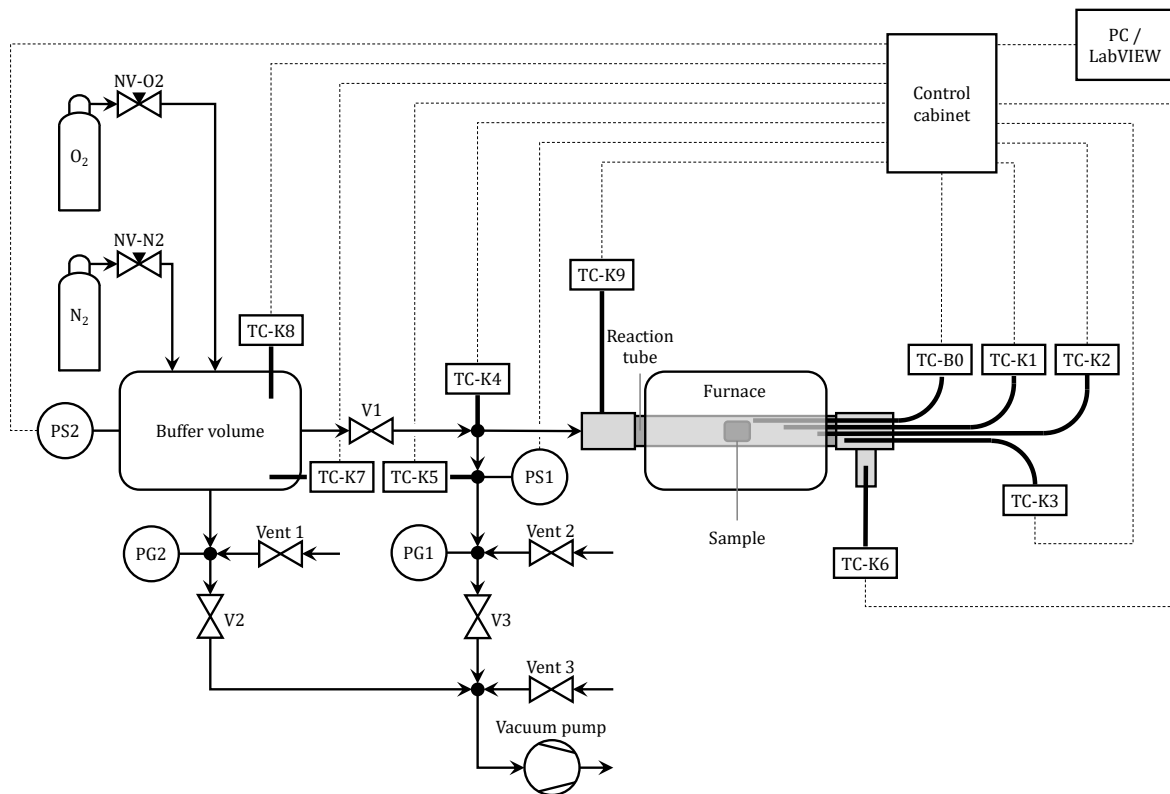 PC /
LabVIEW
Control
cabinet
NV-O2
O₂
NV-N2
N₂
TC-K9
TC-K8
Reaction
tube
TC-B0
TC-K1
TC-K2
TC-K4
Furnace
V1
PS2
Buffer volume
TC-K7
TC-K5
PS1
TC-K3
Sample
Vent 1
Vent 2
PG2
PG1
TC-K6
V2
V3
Vent 3
Vacuum pump